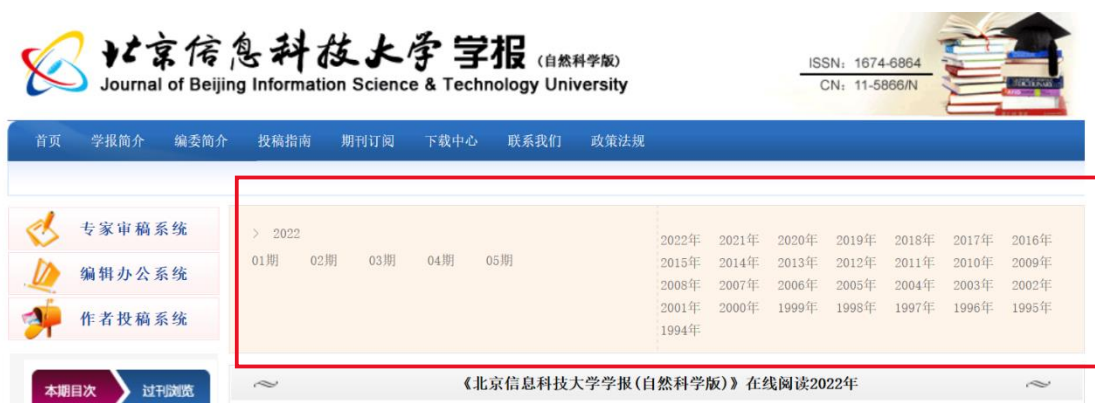 北京信息科技大学 学报 (自然科学版)
Journal of Beijing Information Science & Technology University
ISSN: 1674-6864
CN: 11-5866/N
首页 学报简介 编委简介 投稿指南 期刊订阅 下载中心 联系我们 政策法规
专家审稿系统
编辑办公系统
作者投稿系统
本期目次 过刊浏览
> 2022
01期 02期 03期 04期 05期
2022年 2021年 2020年 2019年 2018年 2017年 2016年
2015年 2014年 2013年 2012年 2011年 2010年 2009年
2008年 2007年 2006年 2005年 2004年 2003年 2002年
2001年 2000年 1999年 1998年 1997年 1996年 1995年
1994年
《北京信息科技大学学报(自然科学版)》在线阅读2022年